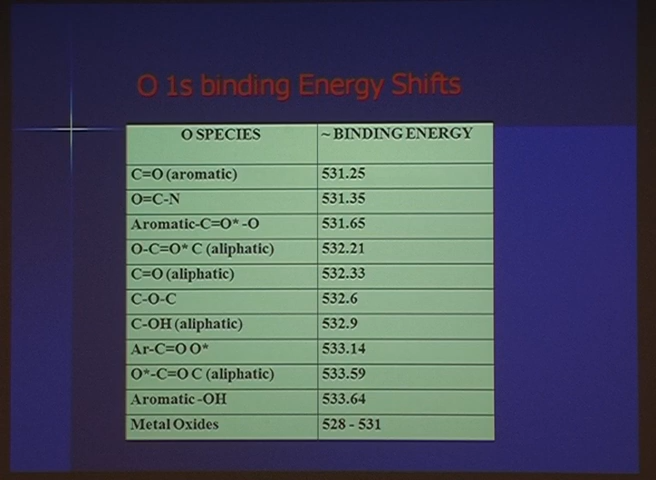 O 1s binding Energy Shifts
O SPECIES ~ BINDING ENERGY
C=O (aromatic) 531.25
O=C-N 531.35
Aromatic-C=O* -O 531.65
O-C=O* C (aliphatic) 532.21
C=O (aliphatic) 532.33
C-O-C 532.6
C-OH (aliphatic) 532.9
Ar-C=O O* 533.14
O*-C=O C (aliphatic) 533.59
Aromatic -OH 533.64
Metal Oxides 528 - 531